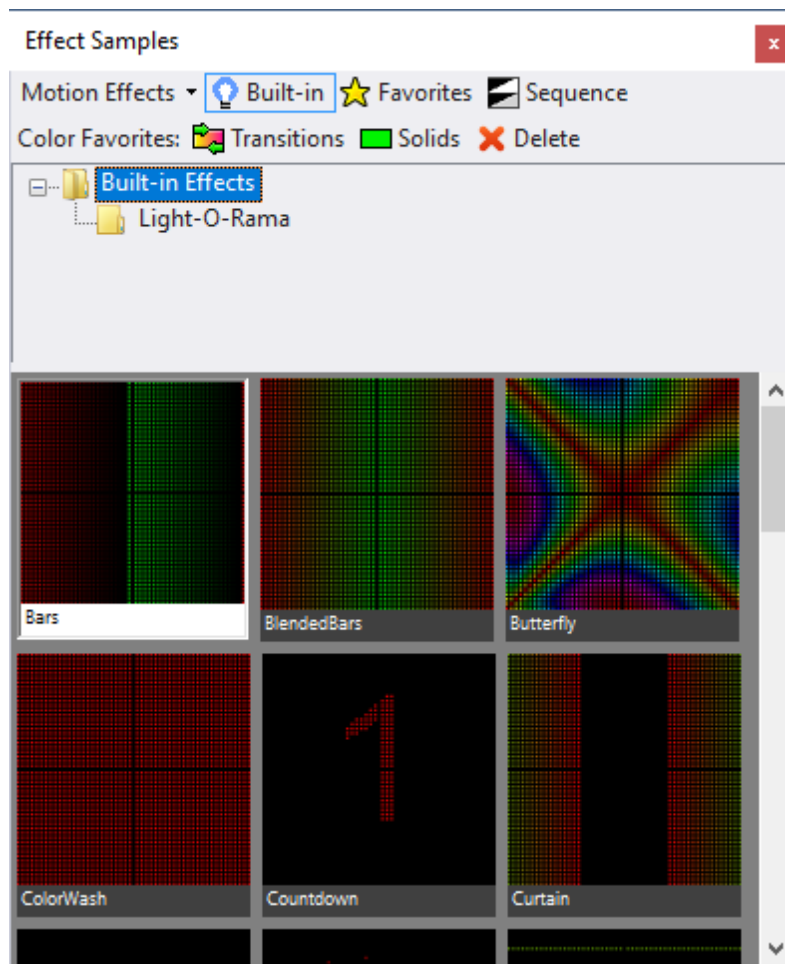 Effect Samples
x
Motion Effects Built-in Favorites Sequence
Color Favorites: Transitions Solids Delete
Built-in Effects
Light-O-Rama
Bars BlendedBars Butterfly
1
ColorWash Countdown Curtain